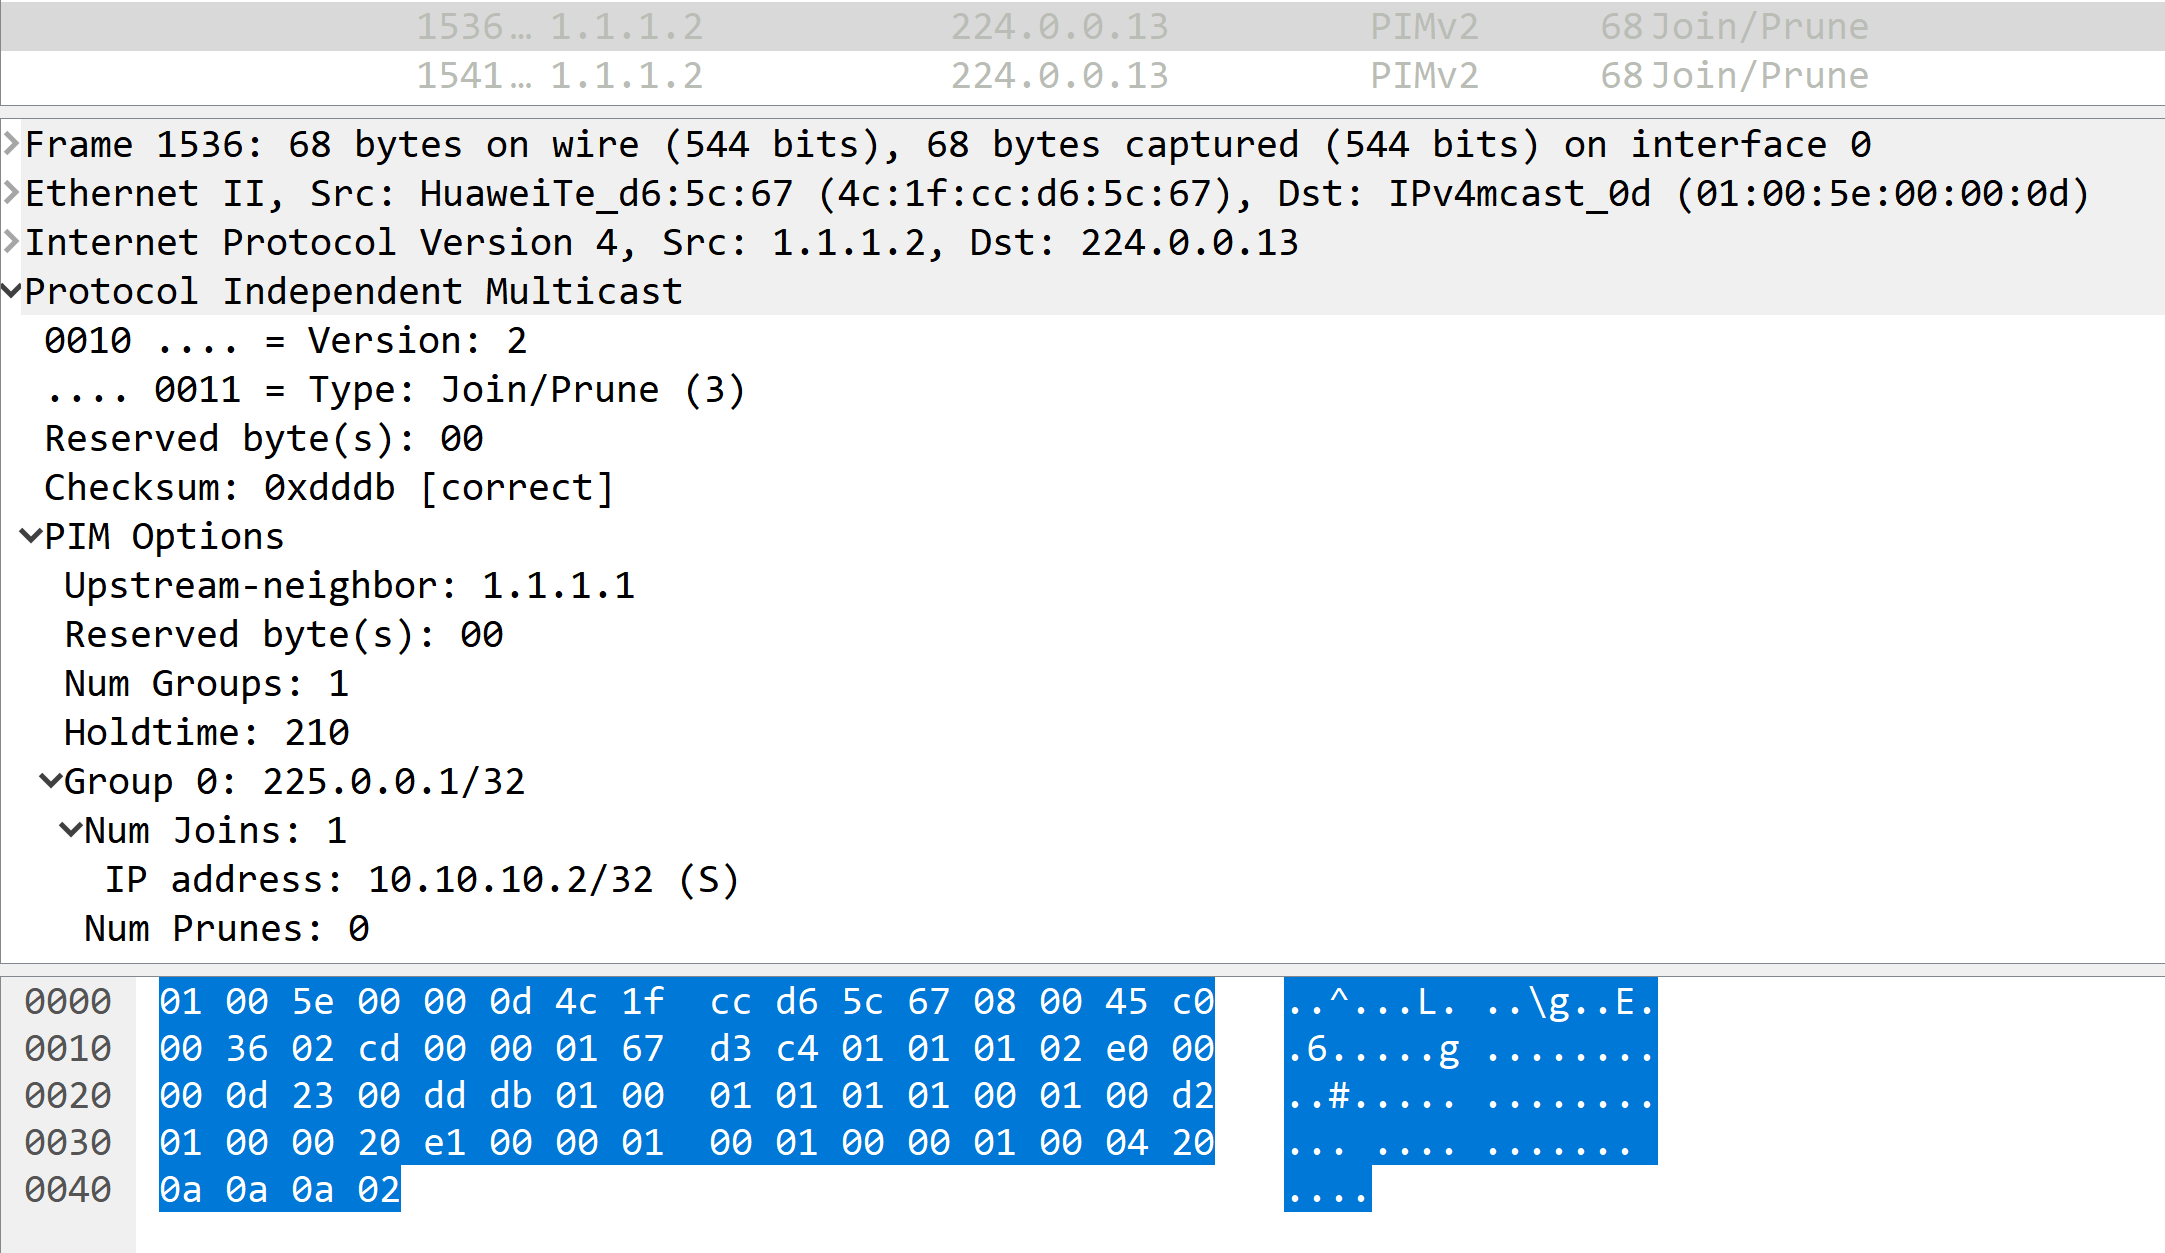 1536… 1.1.1.2 224.0.0.13 PIMv2 68 Join/Prune
1541… 1.1.1.2 224.0.0.13 PIMv2 68 Join/Prune
Frame 1536: 68 bytes on wire (544 bits), 68 bytes captured (544 bits) on interface 0
Ethernet II, Src: HuaweiTe_d6:5c:67 (4c:1f:cc:d6:5c:67), Dst: IPv4mcast_0d (01:00:5e:00:00:0d)
Internet Protocol Version 4, Src: 1.1.1.2, Dst: 224.0.0.13
Protocol Independent Multicast
0010 .... = Version: 2
.... 0011 = Type: Join/Prune (3)
Reserved byte(s): 00
Checksum: 0xdddb [correct]
PIM Options
Upstream-neighbor: 1.1.1.1
Reserved byte(s): 00
Num Groups: 1
Holdtime: 210
Group 0: 225.0.0.1/32
Num Joins: 1
IP address: 10.10.10.2/32 (S)
Num Prunes: 0
0000 01 00 5e 00 00 0d 4c 1f cc d6 5c 67 08 00 45 c0 ..^...L. ..\g..E.
0010 00 36 02 cd 00 00 01 67 d3 c4 01 01 01 02 e0 00 .6.....g ........
0020 00 0d 23 00 dd db 01 00 01 01 01 01 00 01 00 d2 ..#..... ........
0030 01 00 00 20 e1 00 00 01 00 01 00 00 01 00 04 20 ... .... .......
0040 0a 0a 0a 02 ....